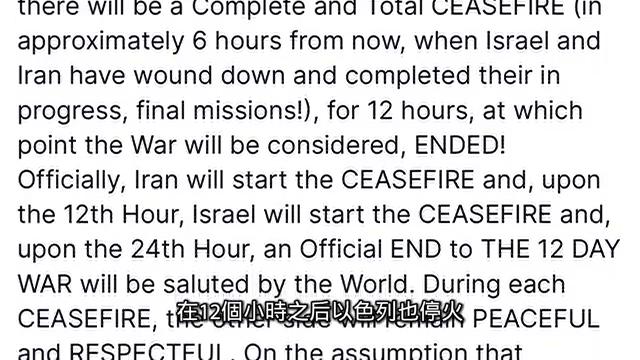 there will be a Complete and Total CEASEFIRE (in
approximately 6 hours from now, when Israel and
Iran have wound down and completed their in
progress, final missions!), for 12 hours, at which
point the War will be considered, ENDED!
Officially, Iran will start the CEASEFIRE and, upon
the 12th Hour, Israel will start the CEASEFIRE and,
upon the 24th Hour, an Official END to THE 12 DAY
WAR will be saluted by the World. During each
在12個小時之后以色列也停火
CEASEFIRE, the other side will remain PEACEFUL
and RESPECTFUL. On the assumption that